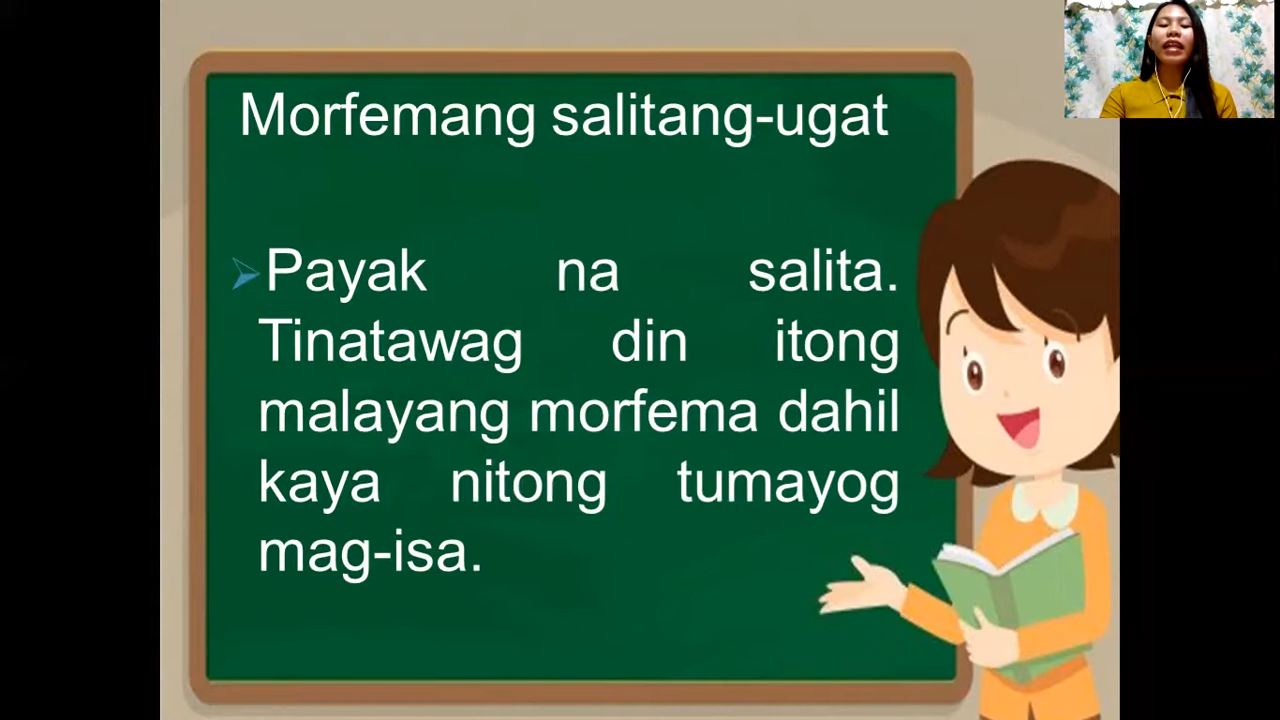 Morfemang salitang-ugat
Payak na salita.
Tinatawag din itong
malayang morfema dahil
kaya nitong tumayog
mag-isa.